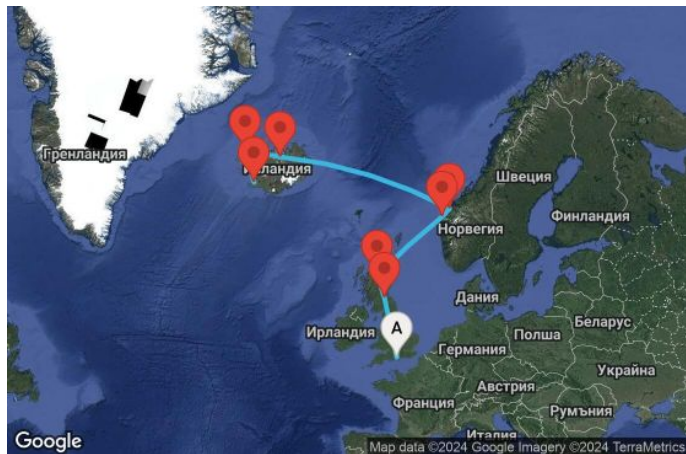 Гренландия
Исландия
Швеция
Финландия
Норвегия
A
Дания
Ирландия
Беларус
Полша
Германия
Украйна
Австрия
Франция
Румъния
Италия
Google
Map data ©2024 Google Imagery ©2024 TerraMetrics